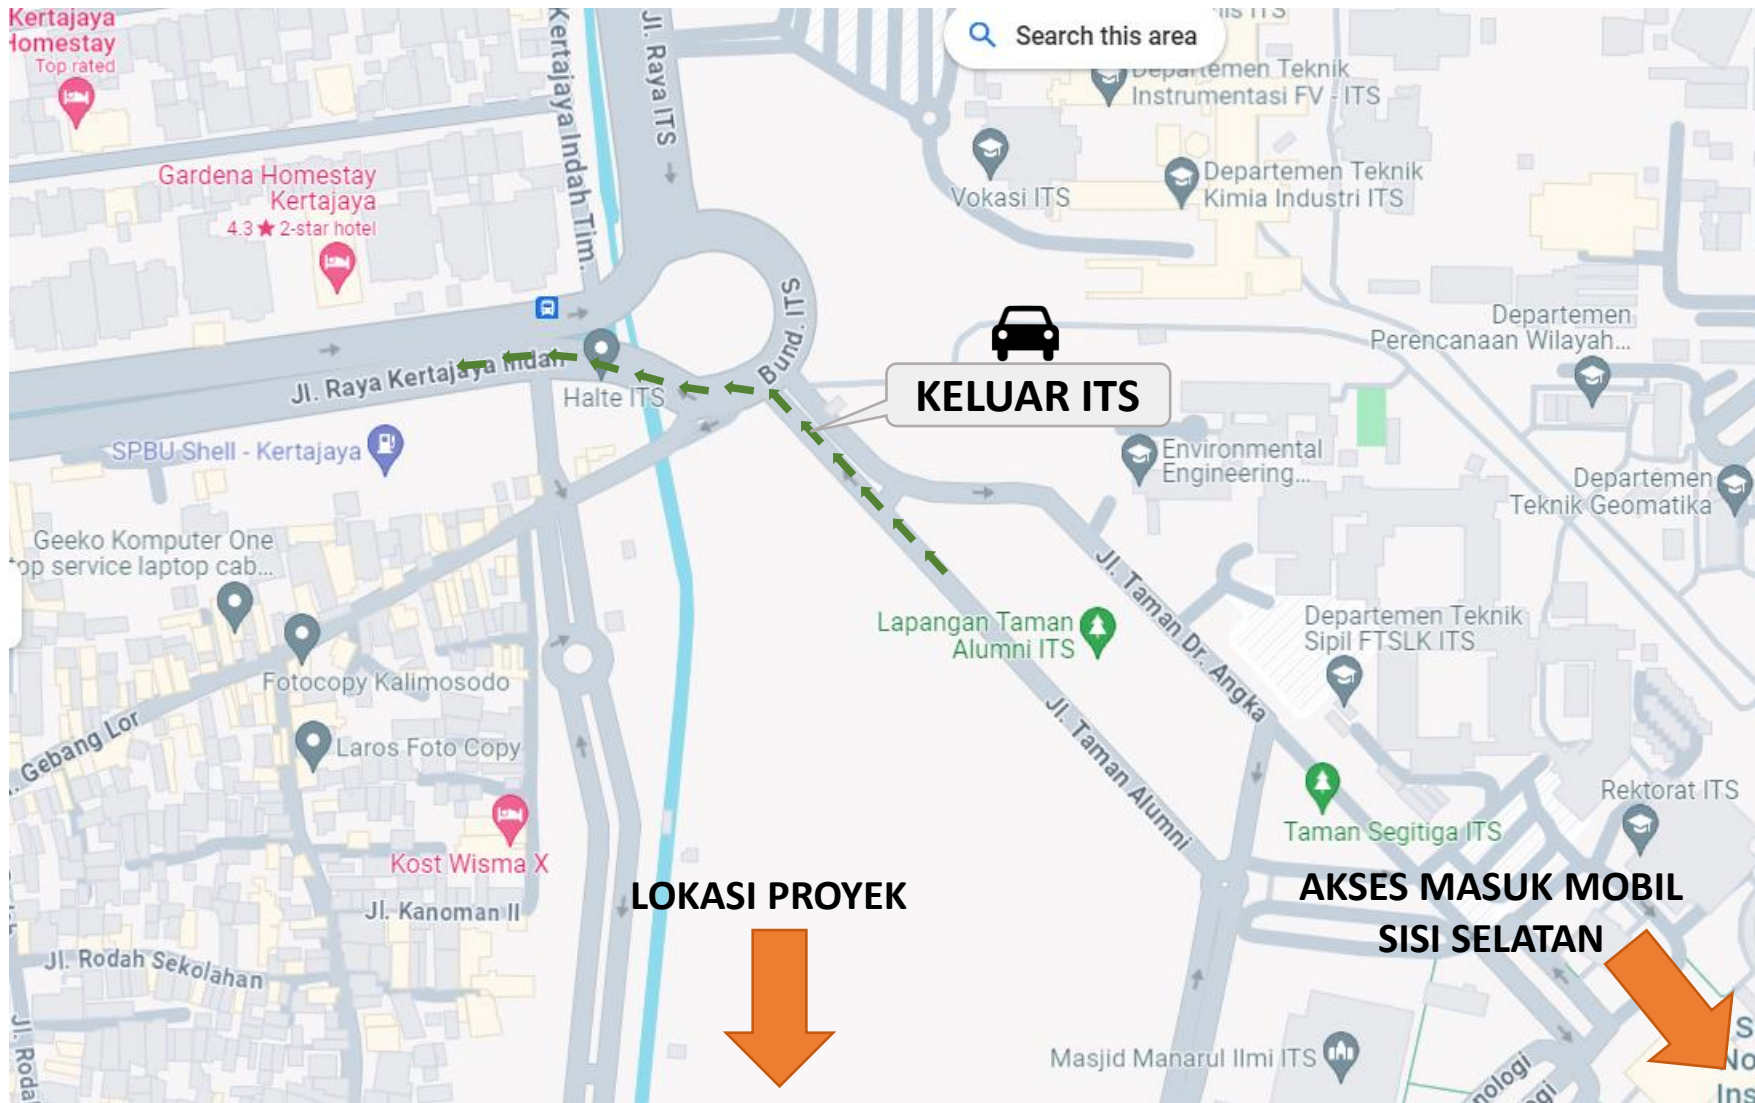 Kertajaya
Homestay
Top rated
Kertajaya Indah Tim.
Jl. Raya ITS
Search this area
Departemen Teknik
Instrumentasi FV - ITS
Vokasi ITS
Departemen Teknik
Kimia Industri ITS
Gardena Homestay
Kertajaya
4.3★ 2-star hotel
Bund. ITS
Departemen
Perencanaan Wilayah...
KELUAR ITS
Jl. Raya Kertajaya Indah
Halte ITS
SPBU Shell - Kertajaya
Environmental
Engineering...
Departemen
Teknik Geomatika
Geeko Komputer One
top service laptop cab...
Jl. Taman Dr. Angka
Lapangan Taman
Alumni ITS
Departemen Teknik
Sipil FTSLK ITS
Fotocopy Kalimosodo
Gebang Lor
Laros Foto Copy
Jl. Taman Alumni
Rektorat ITS
Taman Segitiga ITS
Kost Wisma X
LOKASI PROYEK
AKSES MASUK MOBIL
SISI SELATAN
Jl. Kanoman II
Jl. Rodah Sekolahan
Masjid Manarul Ilmi ITS